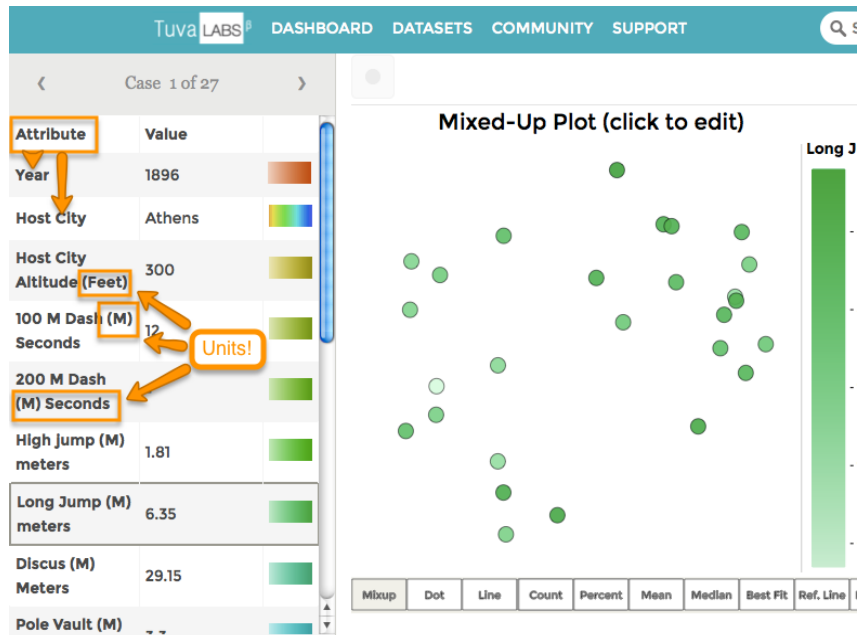 Tuva LABS β DASHBOARD DATASETS COMMUNITY SUPPORT
Case 1 of 27
Attribute Value
Year 1896
Host City Athens
Host City
Altitude (Feet) 300
100 M Dash (M)
Seconds 12
Units!
200 M Dash
(M) Seconds
High jump (M)
meters 1.81
Long Jump (M)
meters 6.35
Discus (M)
Meters 29.15
Pole Vault (M)
3.3
Mixed-Up Plot (click to edit)
Long J
Mixup Dot Line Count Percent Mean Median Best Fit Ref. Line